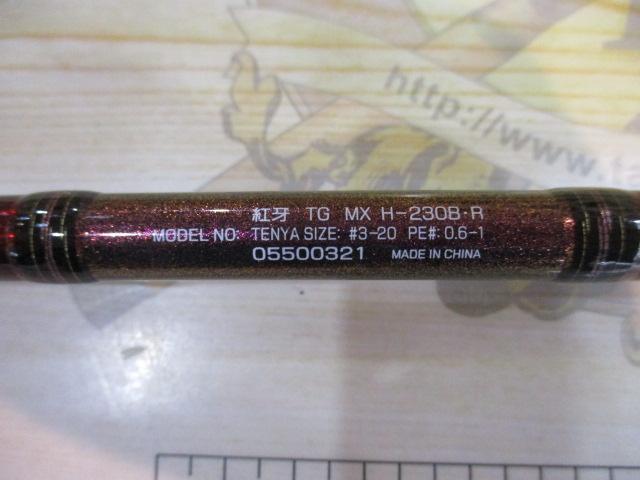 http://www.
紅牙 TG MX H-230B・R
MODEL NO: TENYA SIZE: #3-20 PE#: 0.6-1
05500321 MADE IN CHINA